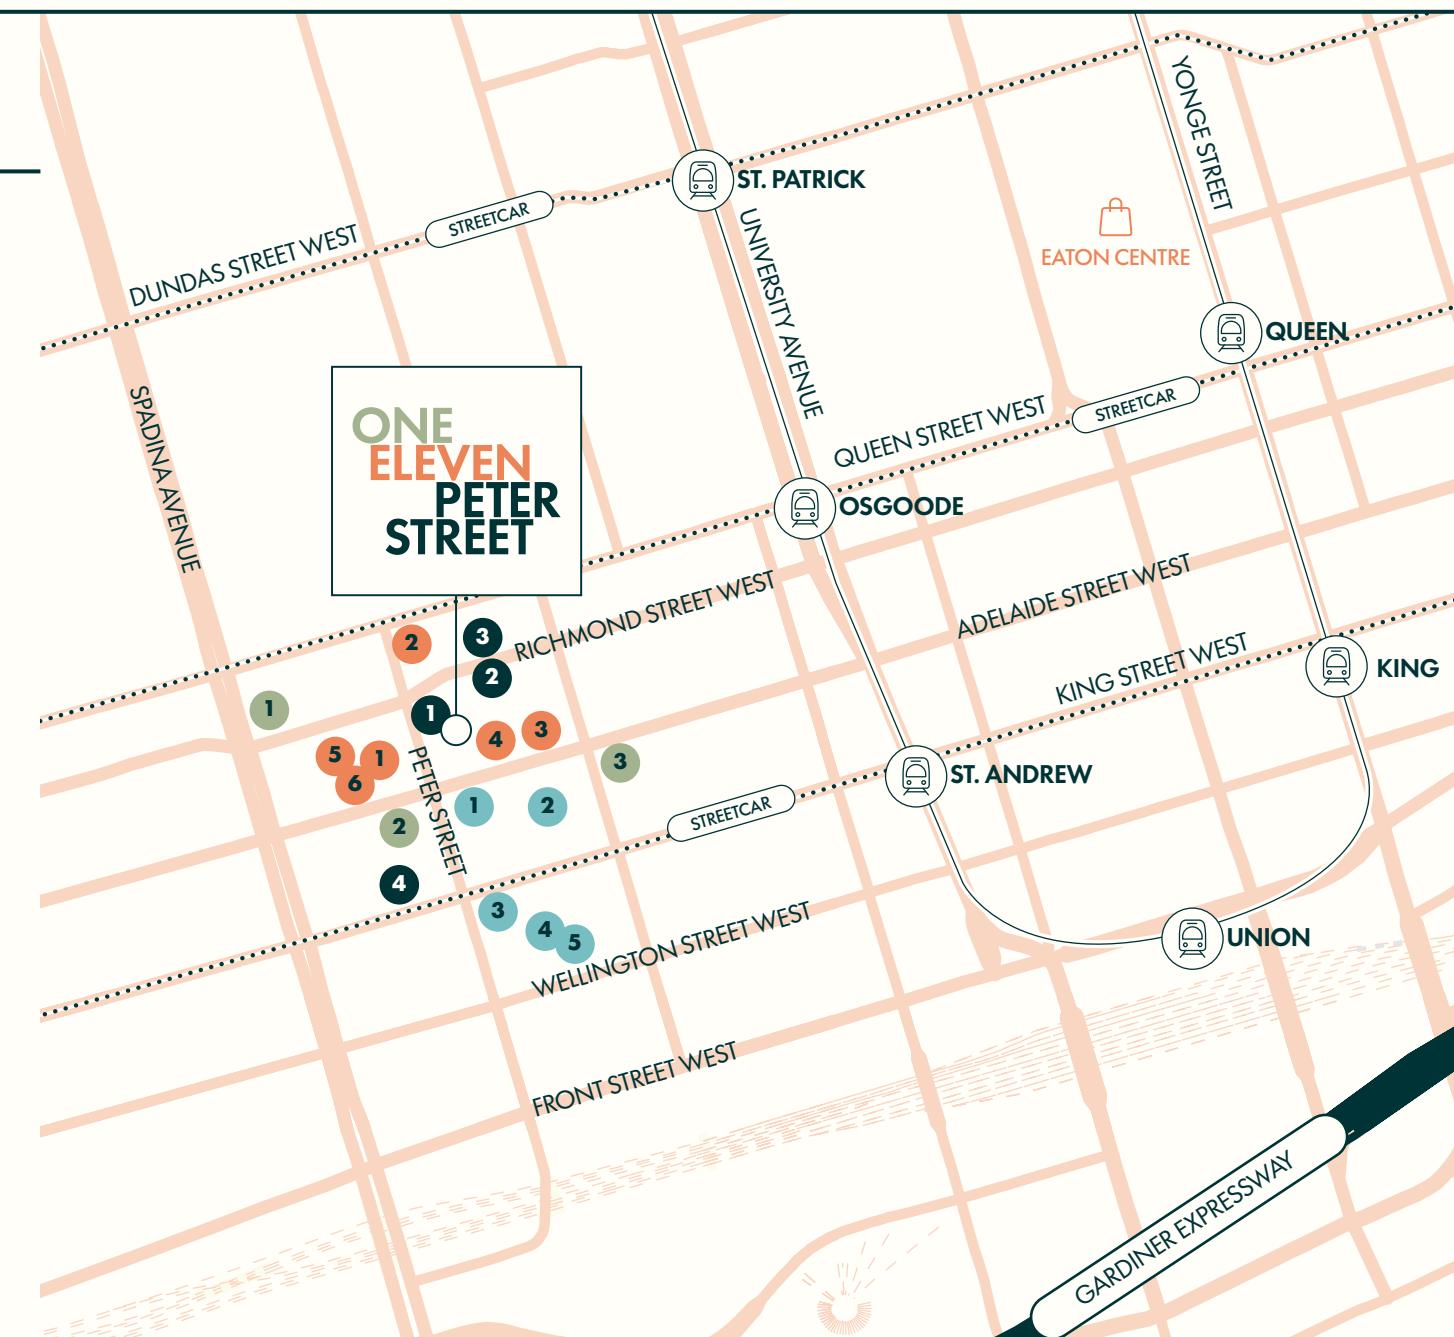 YONGE STREET
ST. PATRICK
STREETCAR
UNIVERSITY AVENUE
EATON CENTRE
DUNDAS STREET WEST
QUEEN
STREETCAR
SPADINA AVENUE
QUEEN STREET WEST
ONE
ELEVEN
PETER
STREET
OSGOODE
RICHMOND STREET WEST
ADELAIDE STREET WEST
2
3
KING STREET WEST
KING
2
1
1
4
3
5
1
6
3
PETER STREET
ST. ANDREW
1
2
STREETCAR
2
4
3
4
5
WELLINGTON STREET WEST
UNION
FRONT STREET WEST
GARDINER EXPRESSWAY